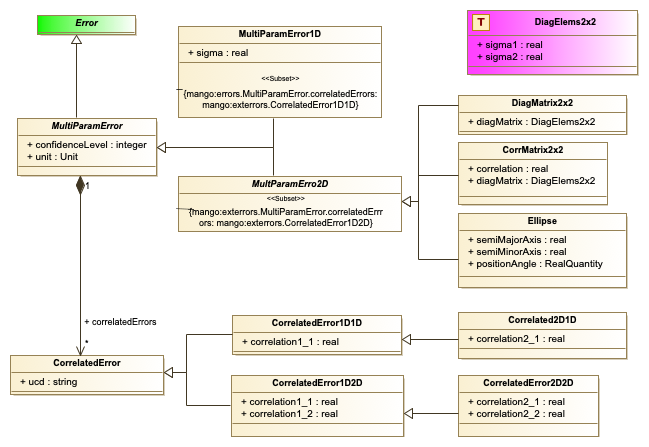 Error
MultiParamError1D
+ sigma : real
<<Subset>>
{mango:errors.MultiParamError.correlatedErrors:
mango:exterrors.CorrelatedError1D1D}
T
DiagElems2x2
+ sigma1 : real
+ sigma2 : real
MultiParamError
+ confidenceLevel : integer
+ unit : Unit
DiagMatrix2x2
+ diagMatrix : DiagElems2x2
CorrMatrix2x2
+ correlation : real
+ diagMatrix : DiagElems2x2
MultParamErro2D
<<Subset>>
{mango:exterrors.MultiParamError.correlatedErr
ors: mango:exterrors.CorrelatedError1D2D}
1
Ellipse
+ semiMajorAxis : real
+ semiMinorAxis : real
+ positionAngle : RealQuantity
+ correlatedErrors
*
CorrelatedError
+ ucd : string
CorrelatedError1D1D
+ correlation1_1 : real
Correlated2D1D
+ correlation2_1 : real
CorrelatedError1D2D
+ correlation1_1 : real
+ correlation1_2 : real
CorrelatedError2D2D
+ correlation2_1 : real
+ correlation2_2 : real